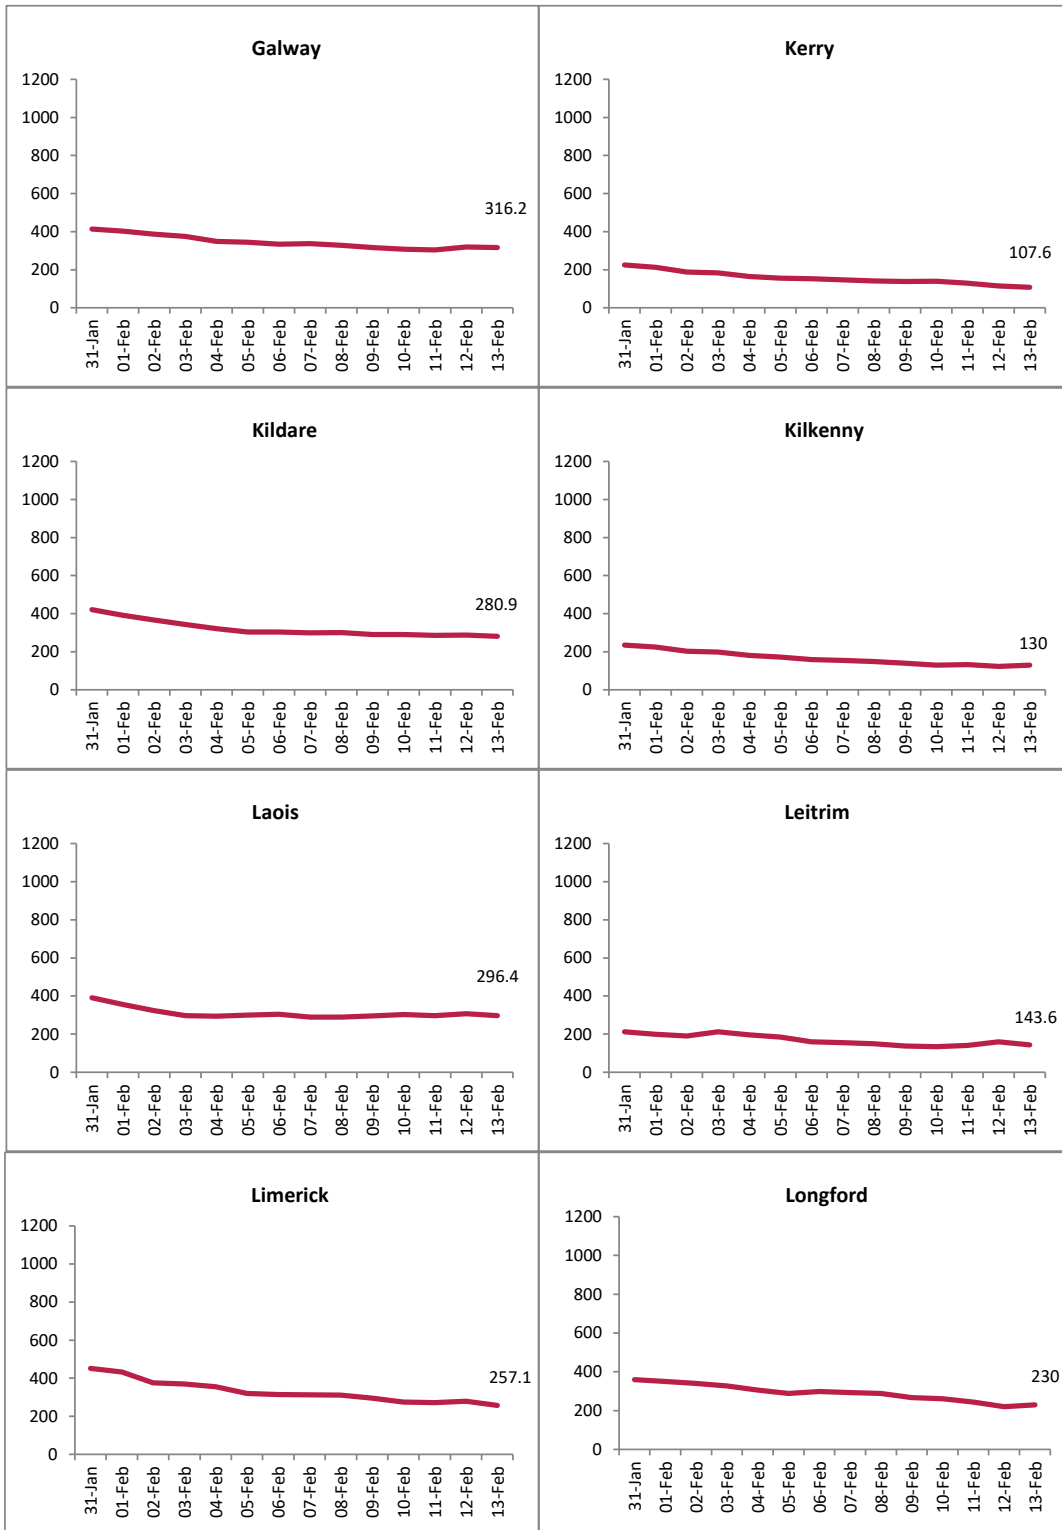 Galway
1200
1000
800
600
400
200
0
316.2
31-Jan
01-Feb
02-Feb
03-Feb
04-Feb
05-Feb
06-Feb
07-Feb
08-Feb
09-Feb
10-Feb
11-Feb
12-Feb
13-Feb
Kerry
1200
1000
800
600
400
200
0
107.6
31-Jan
01-Feb
02-Feb
03-Feb
04-Feb
05-Feb
06-Feb
07-Feb
08-Feb
09-Feb
10-Feb
11-Feb
12-Feb
13-Feb
Kildare
1200
1000
800
600
400
200
0
280.9
31-Jan
01-Feb
02-Feb
03-Feb
04-Feb
05-Feb
06-Feb
07-Feb
08-Feb
09-Feb
10-Feb
11-Feb
12-Feb
13-Feb
Kilkenny
1200
1000
800
600
400
200
0
130
31-Jan
01-Feb
02-Feb
03-Feb
04-Feb
05-Feb
06-Feb
07-Feb
08-Feb
09-Feb
10-Feb
11-Feb
12-Feb
13-Feb
Laois
1200
1000
800
600
400
200
0
296.4
31-Jan
01-Feb
02-Feb
03-Feb
04-Feb
05-Feb
06-Feb
07-Feb
08-Feb
09-Feb
10-Feb
11-Feb
12-Feb
13-Feb
Leitrim
1200
1000
800
600
400
200
0
143.6
31-Jan
01-Feb
02-Feb
03-Feb
04-Feb
05-Feb
06-Feb
07-Feb
08-Feb
09-Feb
10-Feb
11-Feb
12-Feb
13-Feb
Limerick
1200
1000
800
600
400
200
0
257.1
31-Jan
01-Feb
02-Feb
03-Feb
04-Feb
05-Feb
06-Feb
07-Feb
08-Feb
09-Feb
10-Feb
11-Feb
12-Feb
13-Feb
Longford
1200
1000
800
600
400
200
0
230
31-Jan
01-Feb
02-Feb
03-Feb
04-Feb
05-Feb
06-Feb
07-Feb
08-Feb
09-Feb
10-Feb
11-Feb
12-Feb
13-Feb